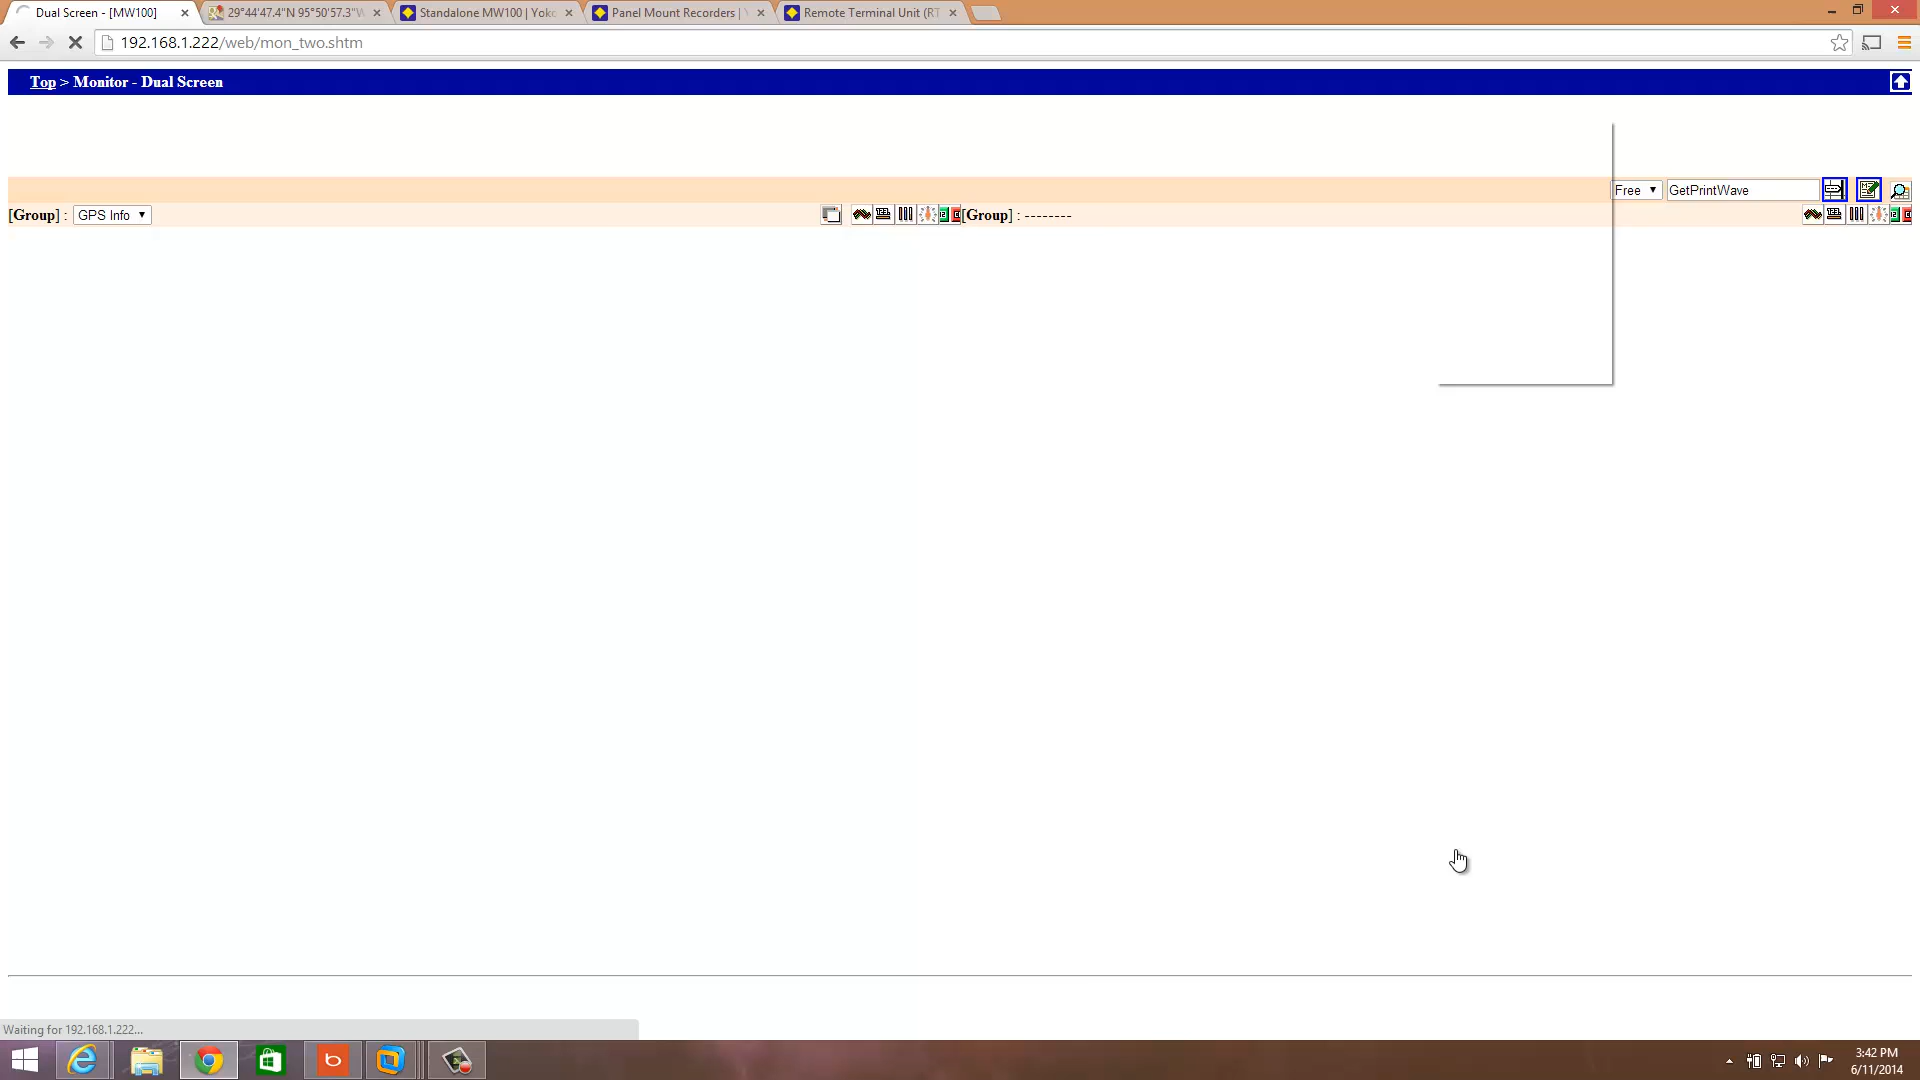 Dual Screen - [MW100]
29°44'47.4"N 95°50'57.3"W
Standalone MW100 | Yoko
Panel Mount Recorders |
Remote Terminal Unit (RT
192.168.1.222/web/mon_two.shtm
Top > Monitor - Dual Screen
Free GetPrintWave
[Group] : GPS Info [Group] : --------
Waiting for 192.168.1.222...
3:42 PM
6/11/2014